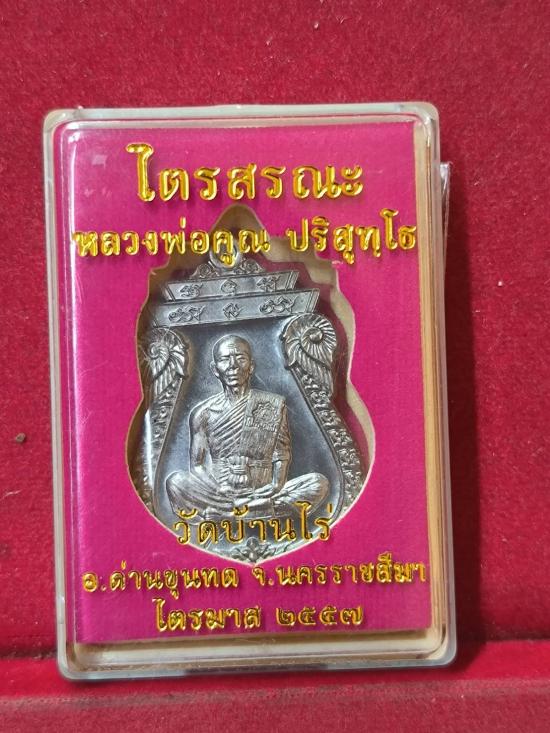 ไตรสรณะ
หลวงพ่อคูณ ปริสุทฺโธ
วัดบ้านไร่
อ.ด่านขุนทด จ.นครราชสีมา
ไตรมาส ๒๕๕๗